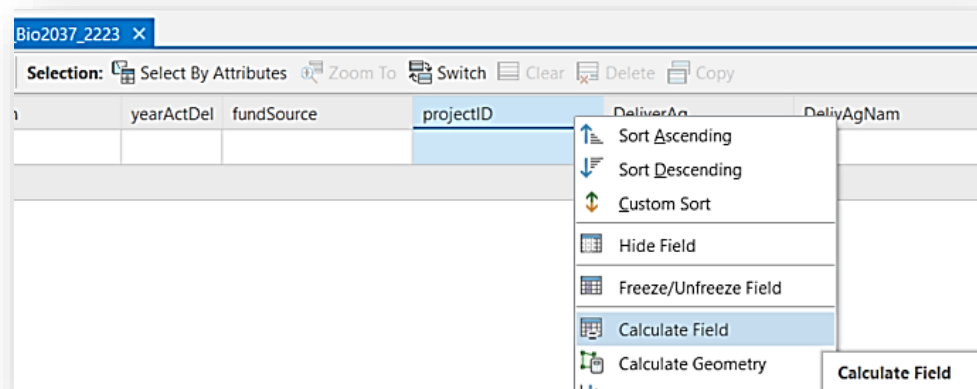 _Bio2037_2223 ×
Selection: Select By Attributes Zoom To Switch Clear Delete Copy
yearActDel fundSource projectID DeliverAg DelivAgNam
Sort Ascending
Sort Descending
Custom Sort
Hide Field
Freeze/Unfreeze Field
Calculate Field
Calculate Geometry
Calculate Field